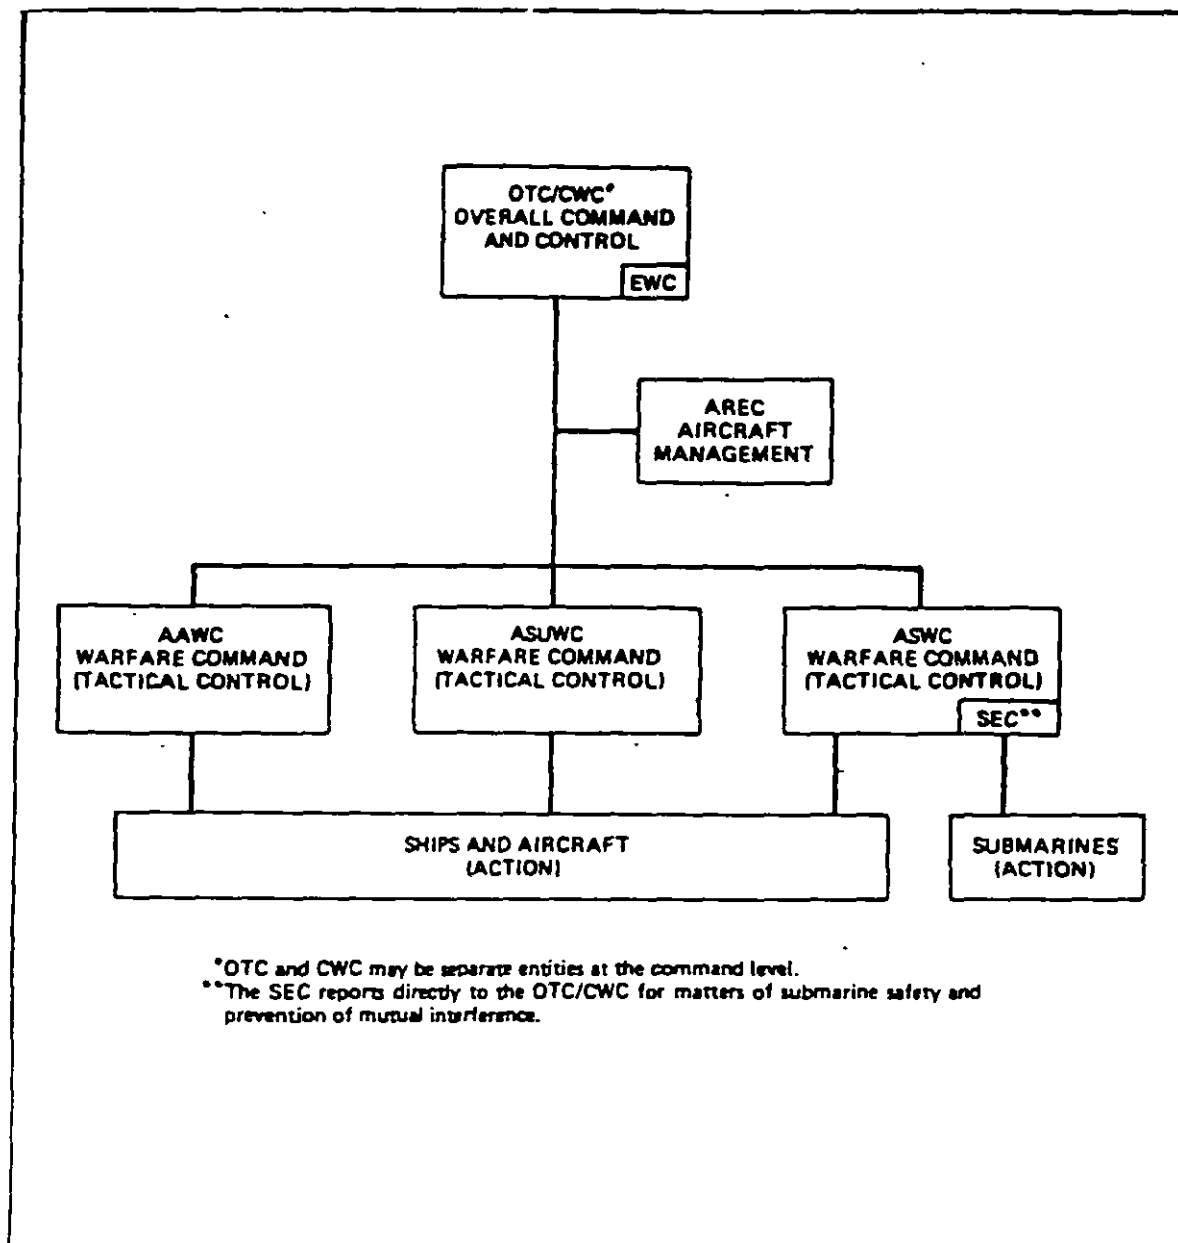 OTC/CWC*
OVERALL COMMAND
AND CONTROL
EWC
AREC
AIRCRAFT
MANAGEMENT
AAWC
WARFARE COMMAND
(TACTICAL CONTROL)
ASUWC
WARFARE COMMAND
(TACTICAL CONTROL)
ASWC
WARFARE COMMAND
(TACTICAL CONTROL)
SEC**
SHIPS AND AIRCRAFT
(ACTION)
SUBMARINES
(ACTION)
*OTC and CWC may be separate entities at the command level.
**The SEC reports directly to the OTC/CWC for matters of submarine safety and
prevention of mutual interference.